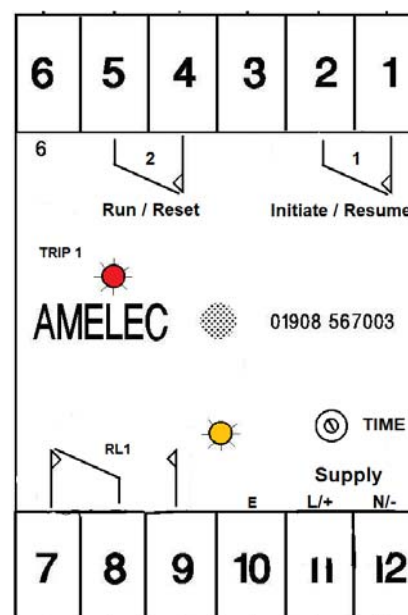 6 5 4 3 2 1
6
2 1
Run / Reset Initiate / Resume
TRIP 1
AMELEC 01908 567003
TIME
RL1
Supply
E L/+ N/-
7 8 9 10 11 12